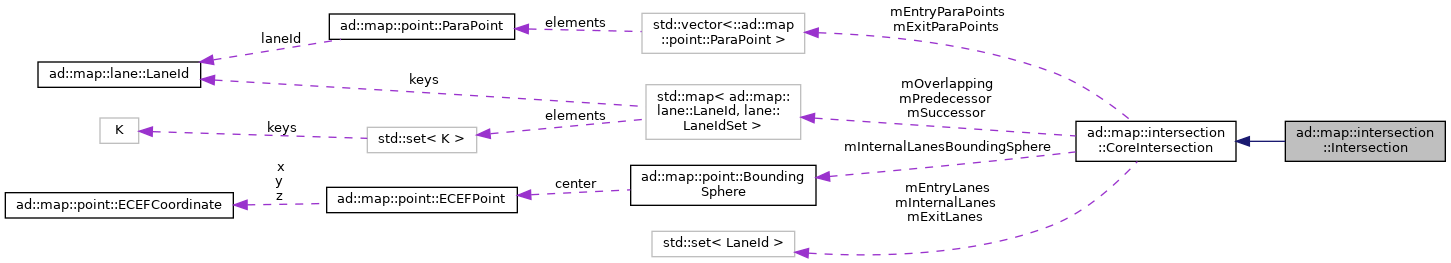 ad::map::point::ParaPoint
elements
std::vector<::ad::map
::point::ParaPoint >
mEntryParaPoints
mExitParaPoints
laneId
ad::map::lane::LaneId
keys
std::map< ad::map::
lane::LaneId, lane::
LaneIdSet >
mOverlapping
mPredecessor
mSuccessor
K
keys
std::set< K >
elements
ad::map::intersection
::CoreIntersection
ad::map::intersection
::Intersection
mInternalLanesBoundingSphere
x
y
z
ad::map::point::ECEFCoordinate
ad::map::point::ECEFPoint
center
ad::map::point::Bounding
Sphere
mEntryLanes
mInternalLanes
mExitLanes
std::set< LaneId >